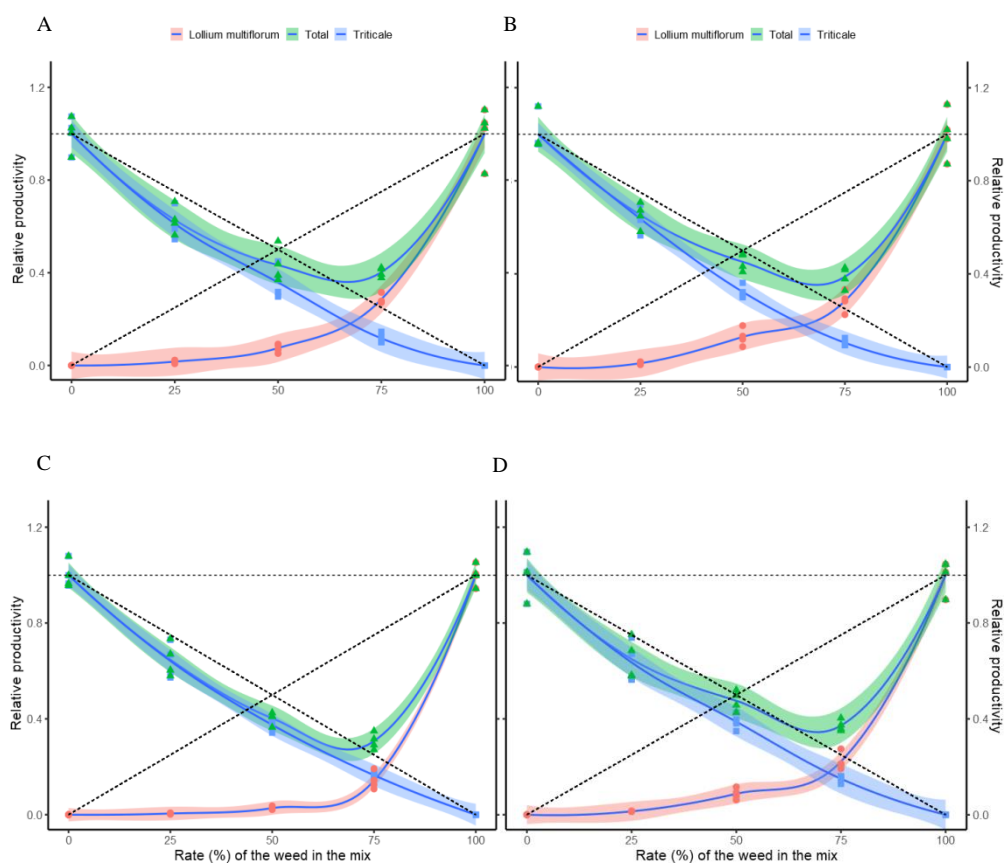 A
B
Lollium multiflorum Total Triticale
Lollium multiflorum Total Triticale
1.2
0.8
0.4
0.0
Relative productivity
0 25 50 75 100
1.2
0.8
0.4
0.0
Relative productivity
0 25 50 75 100
C
D
1.2
0.8
0.4
0.0
Relative productivity
0 25 50 75 100
Rate (%) of the weed in the mix
1.2
0.8
0.4
0.0
Relative productivity
0 25 50 75 100
Rate (%) of the weed in the mix